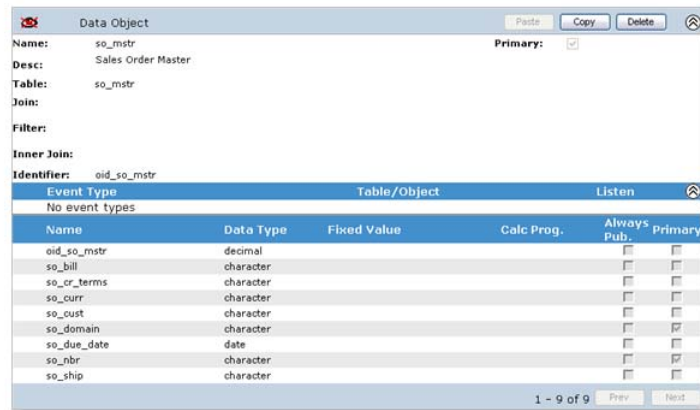 Data Object Paste Copy Delete
Name: so_mstr Primary:
Desc: Sales Order Master
Table: so_mstr
Join:
Filter:
Inner Join:
Identifier: oid_so_mstr
Event Type Table/Object Listen
No event types
Name Data Type Fixed Value Calc Prog. Always Pub. Primary
oid_so_mstr decimal
so_bill character
so_cr_terms character
so_curr character
so_cust character
so_domain character
so_due_date date
so_nbr character
so_ship character
1 - 9 of 9 Prev Next